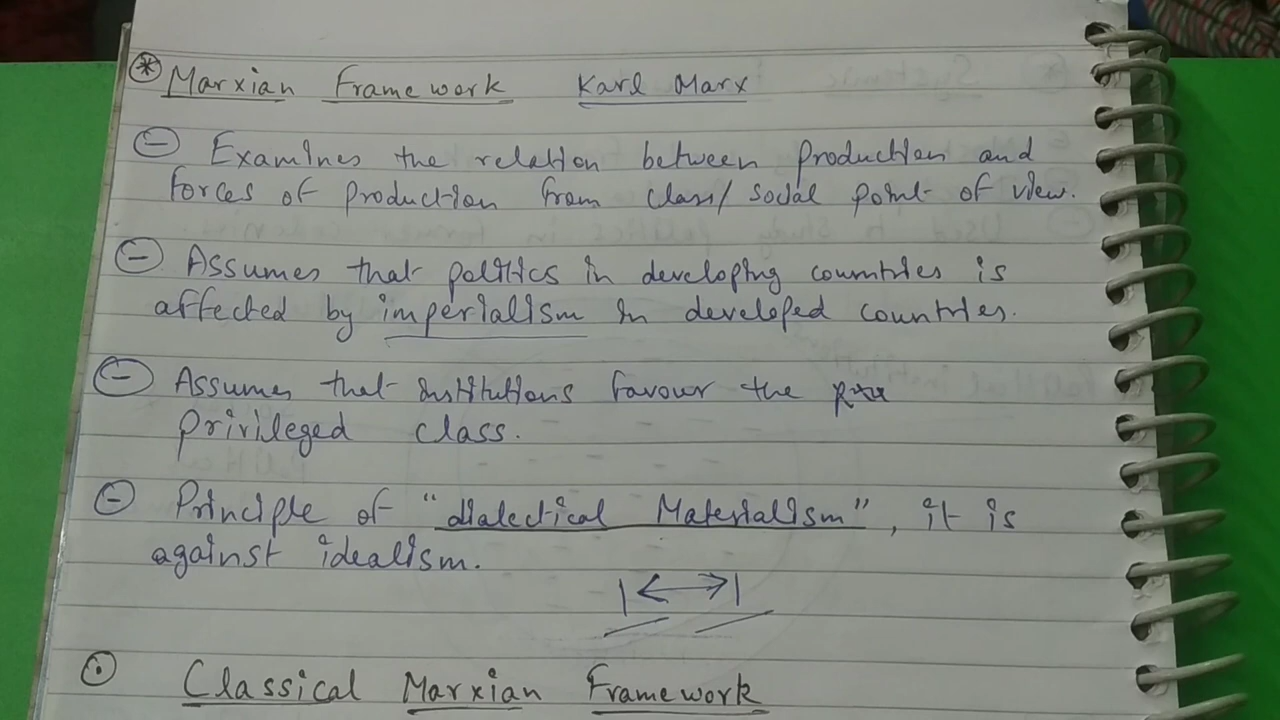 Marxian Framework Karl Marx
Examines the relation between production and
forces of production from class/social point of view.
Assumes that politics in developing countries is
affected by imperialism in developed countries.
Assumes that institutions favour the
privileged class.
Principle of "dialectical Materialism", it is
against idealism.
Classical Marxian Framework